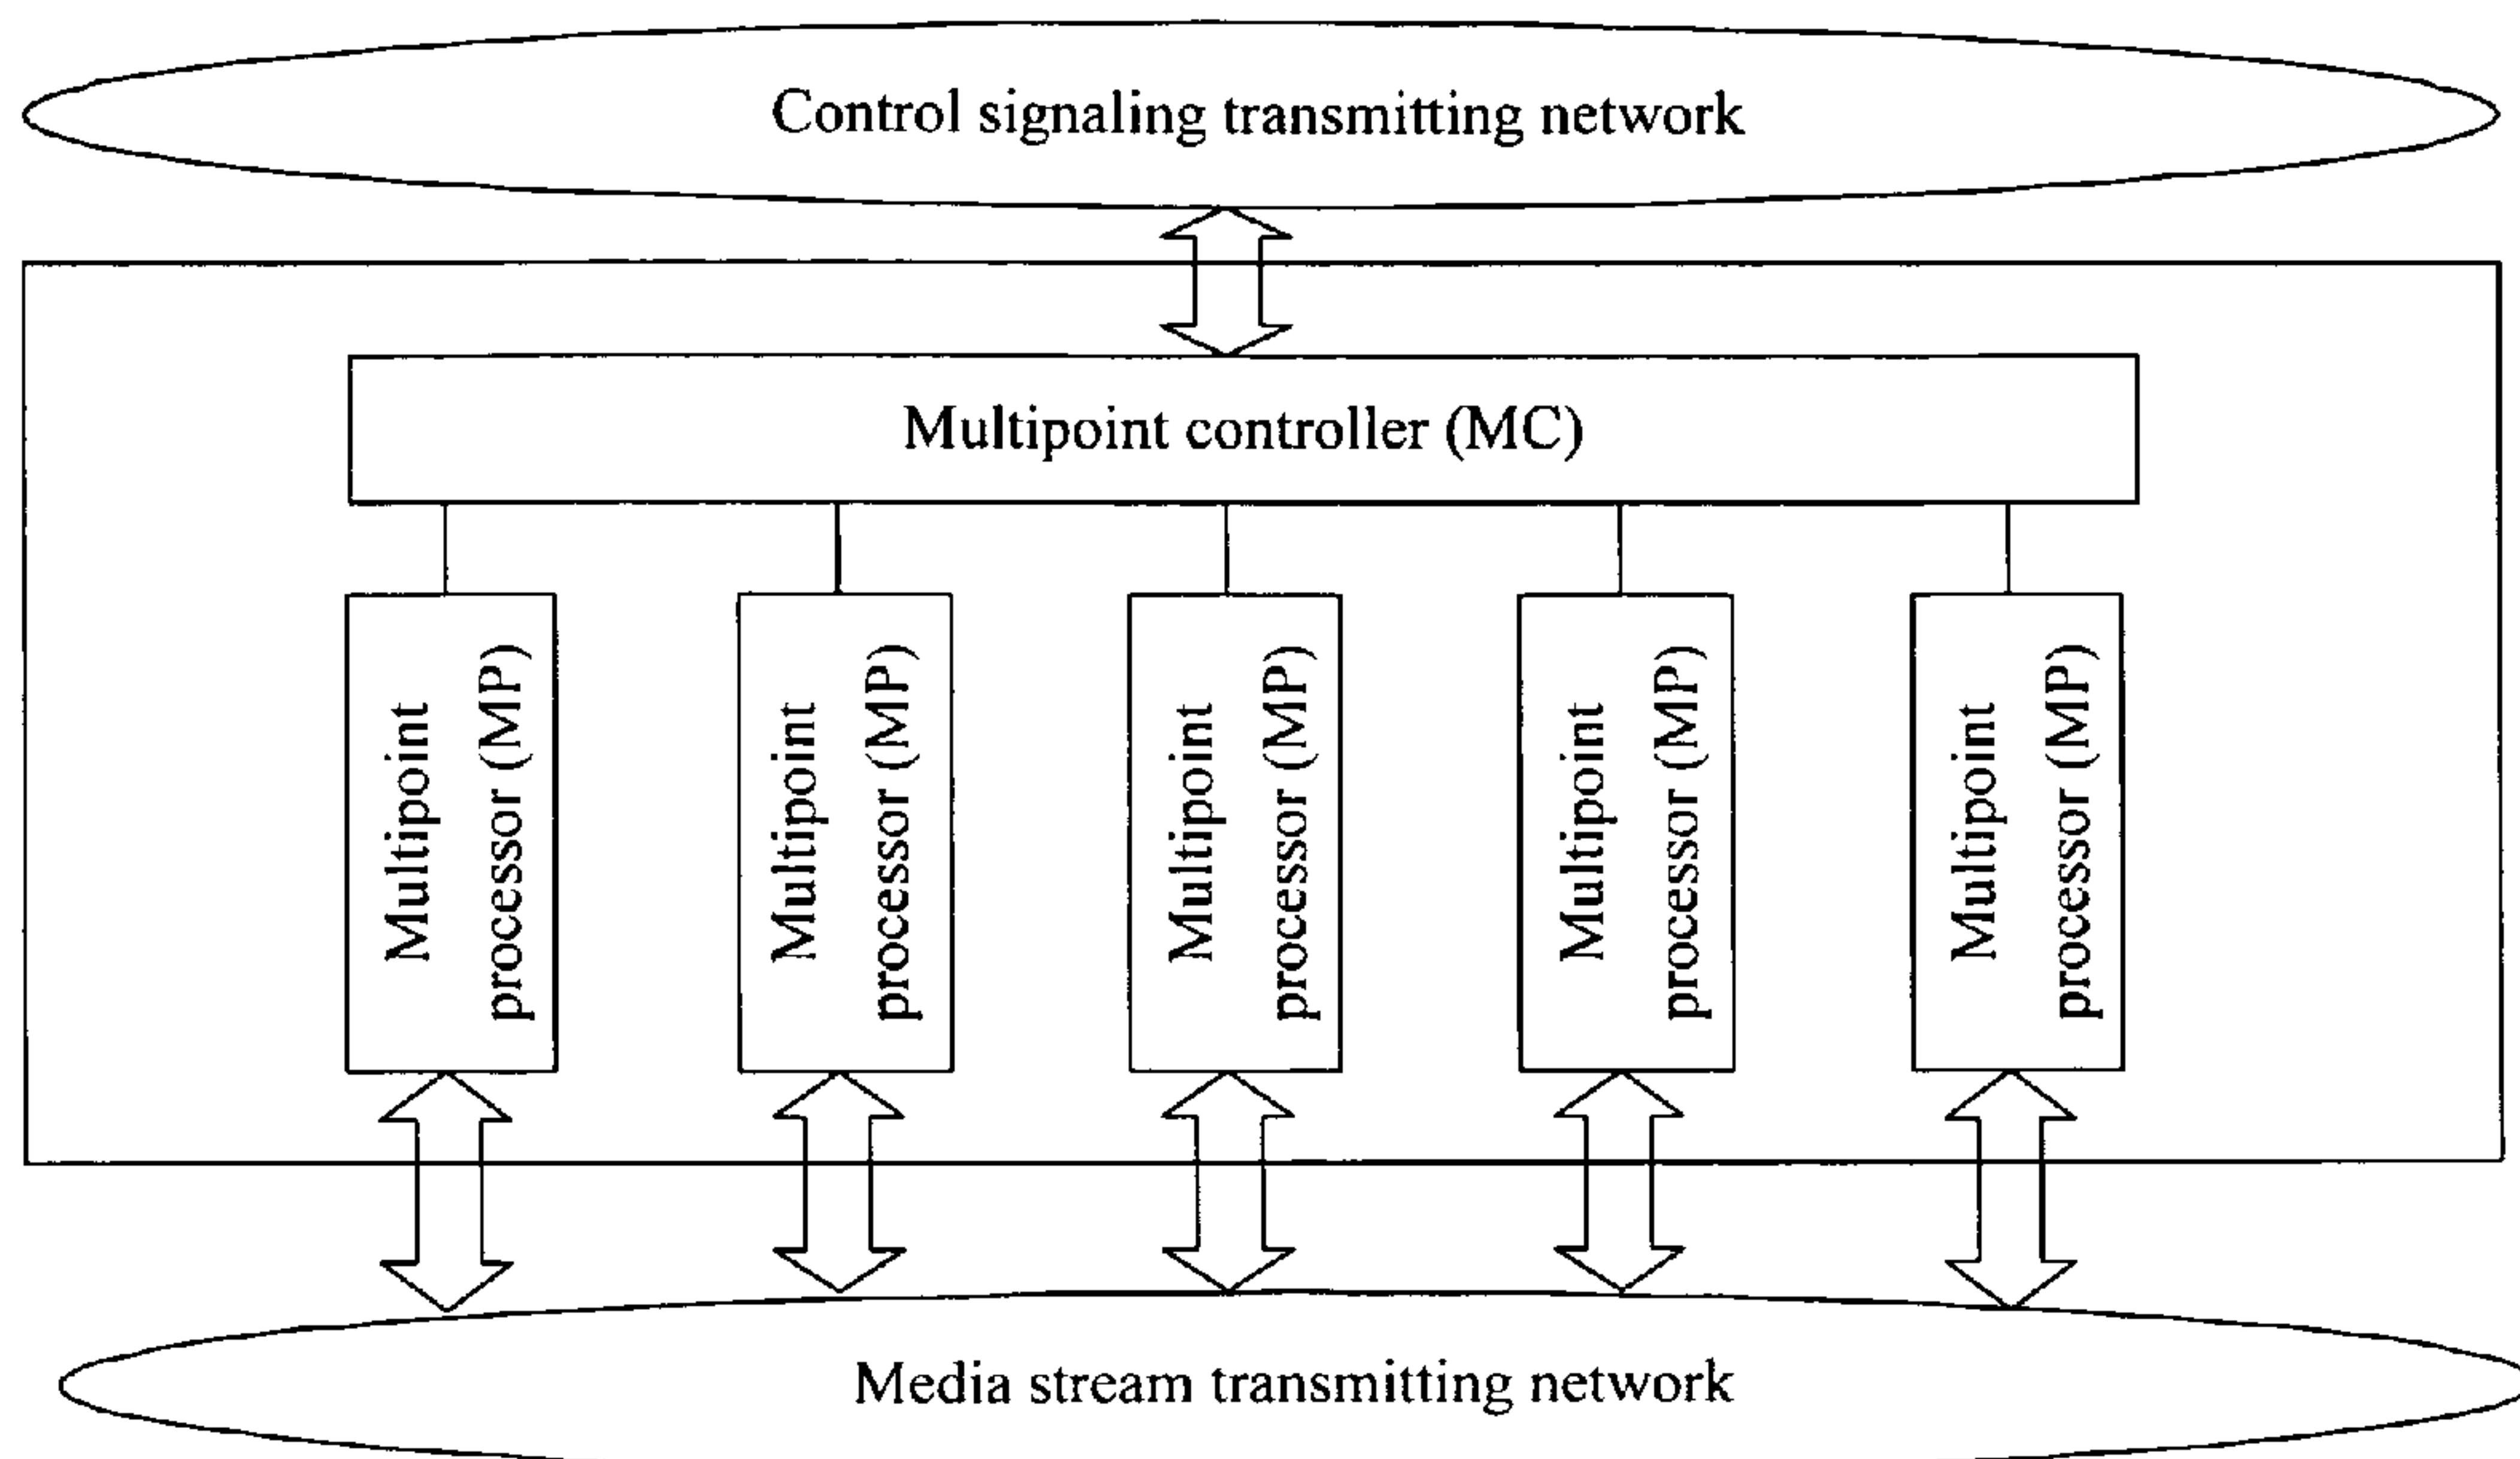 Control signaling transmitting network
Multipoint controller (MC)
Multipoint
processor (MP)
Multipoint
processor (MP)
Multipoint
processor (MP)
Multipoint
processor (MP)
Multipoint
processor (MP)
Media stream transmitting network